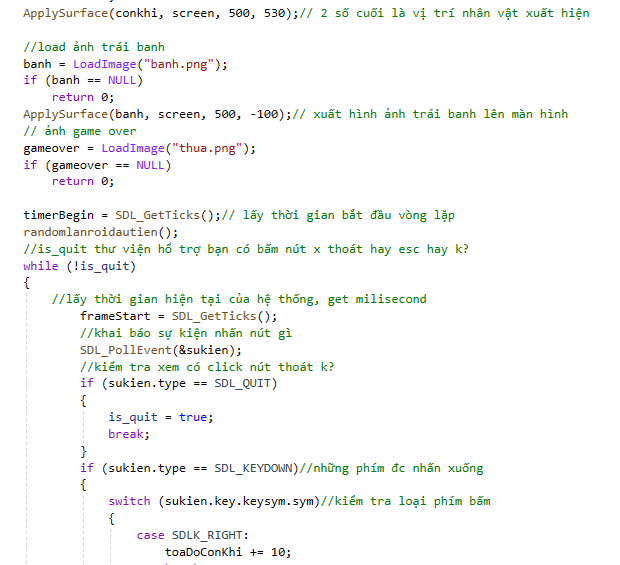 ApplySurface(conkhi, screen, 500, 530);// 2 số cuối là vị trí nhân vật xuất hiện
//load ảnh trái banh
banh = LoadImage("banh.png");
if (banh == NULL)
return 0;
ApplySurface(banh, screen, 500, -100);// xuất hình ảnh trái banh lên màn hình
// ảnh game over
gameover = LoadImage("thua.png");
if (gameover == NULL)
return 0;
timerBegin = SDL_GetTicks();// lấy thời gian bắt đầu vòng lặp
randomlanroidautien();
//is_quit thư viện hổ trợ bạn có bấm nút x thoát hay esc hay k?
while (!is_quit)
{
//lấy thời gian hiện tại của hệ thống, get milisecond
frameStart = SDL_GetTicks();
//khai báo sự kiện nhấn nút gì
SDL_PollEvent(&sukien);
//kiểm tra xem có click nút thoát k?
if (sukien.type == SDL_QUIT)
{
is_quit = true;
break;
}
if (sukien.type == SDL_KEYDOWN)//những phím đc nhấn xuống
{
switch (sukien.key.keysym.sym)//kiểm tra loại phím bấm
{
case SDLK_RIGHT:
toaDoConKhi += 10;